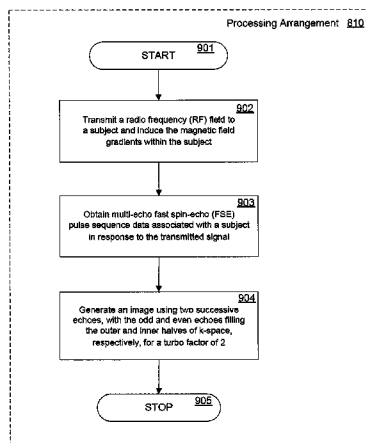 Processing Arrangement 810
901
START
902
Transmit a radio frequency (RF) field to
a subject and induce the magnetic field
gradients within the subject
903
Obtain multi-echo fast spin-echo (FSE)
pulse sequence data associated with a subject
in response to the transmitted signal
904
Generate an image using two successive
echoes, with the odd and even echoes filling
the outer and inner halves of k-space,
respectively, for a turbo factor of 2
905
STOP